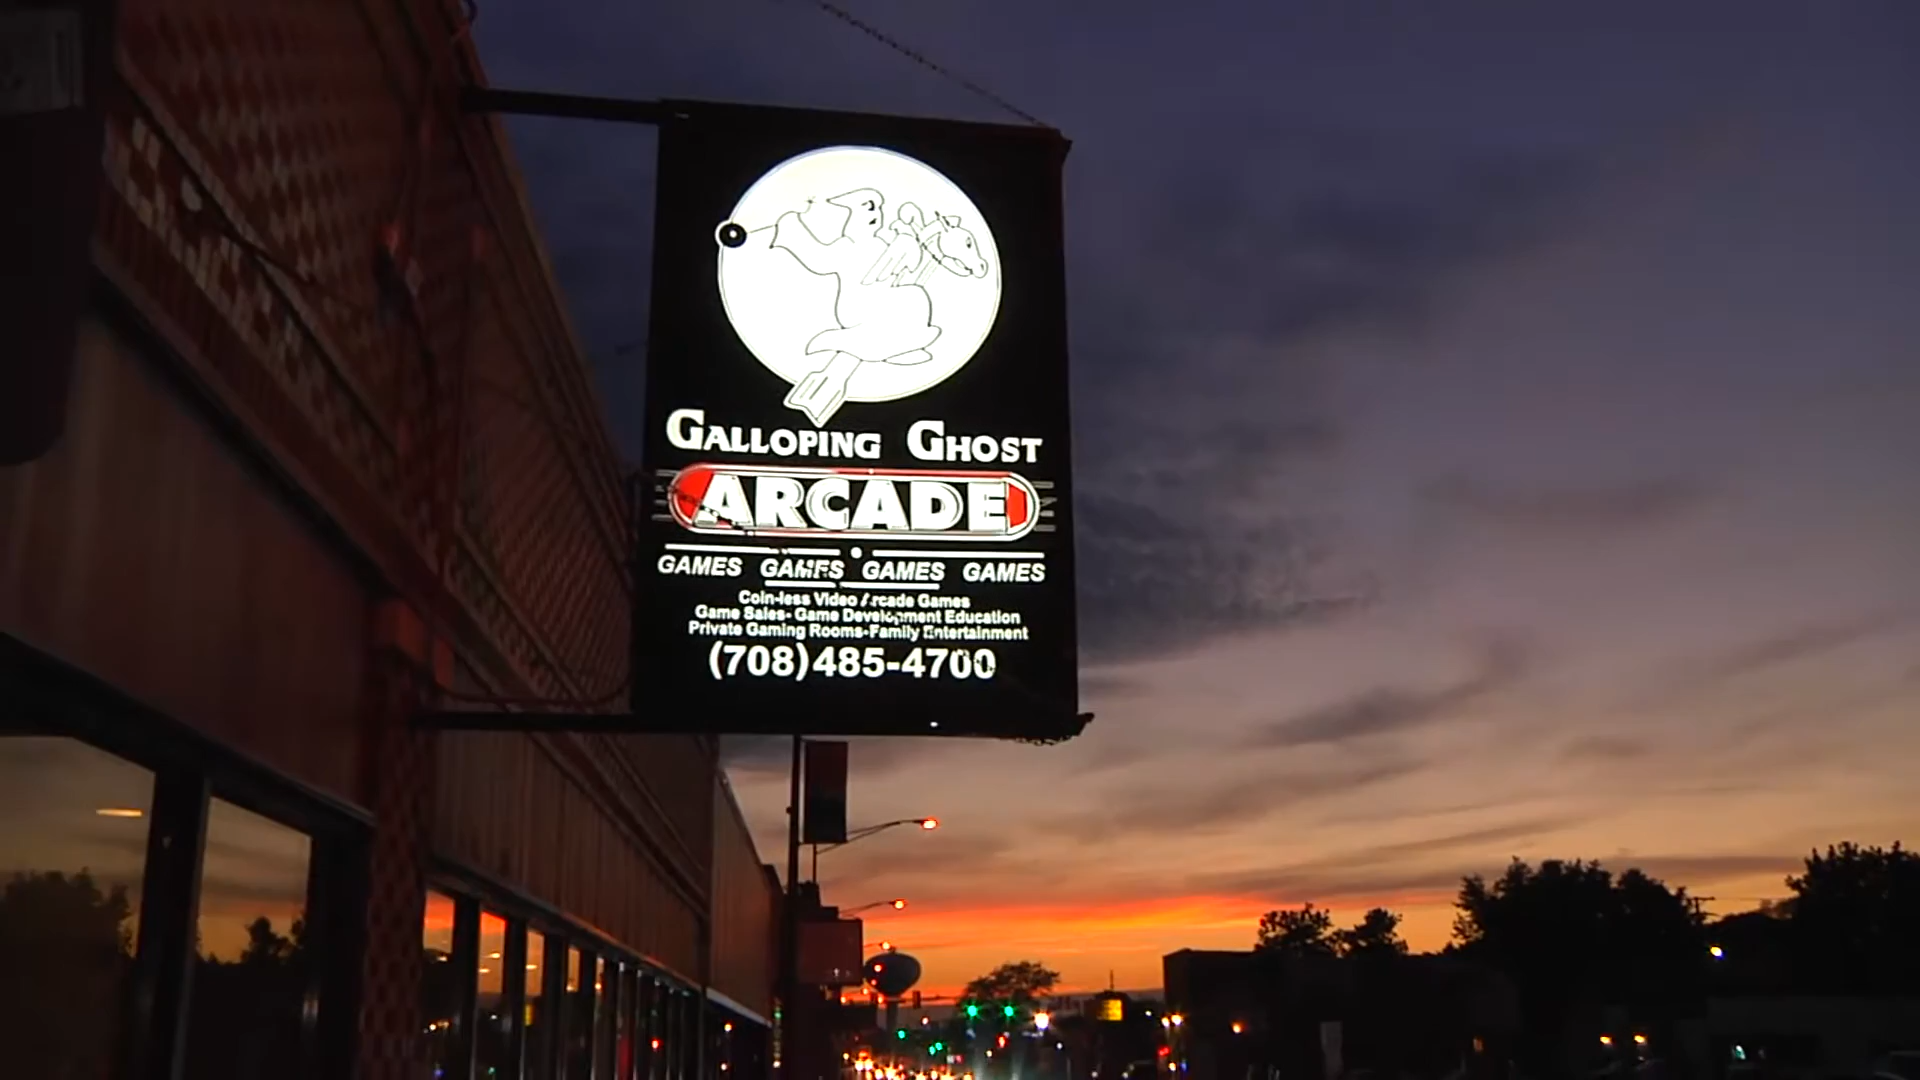 GALLOPING GHOST
ARCADE
GAMES GAMES GAMES GAMES
Coin-less Video Arcade Games
Game Sales- Game Development Education
Private Gaming Rooms-Family Entertainment
(708)485-4700